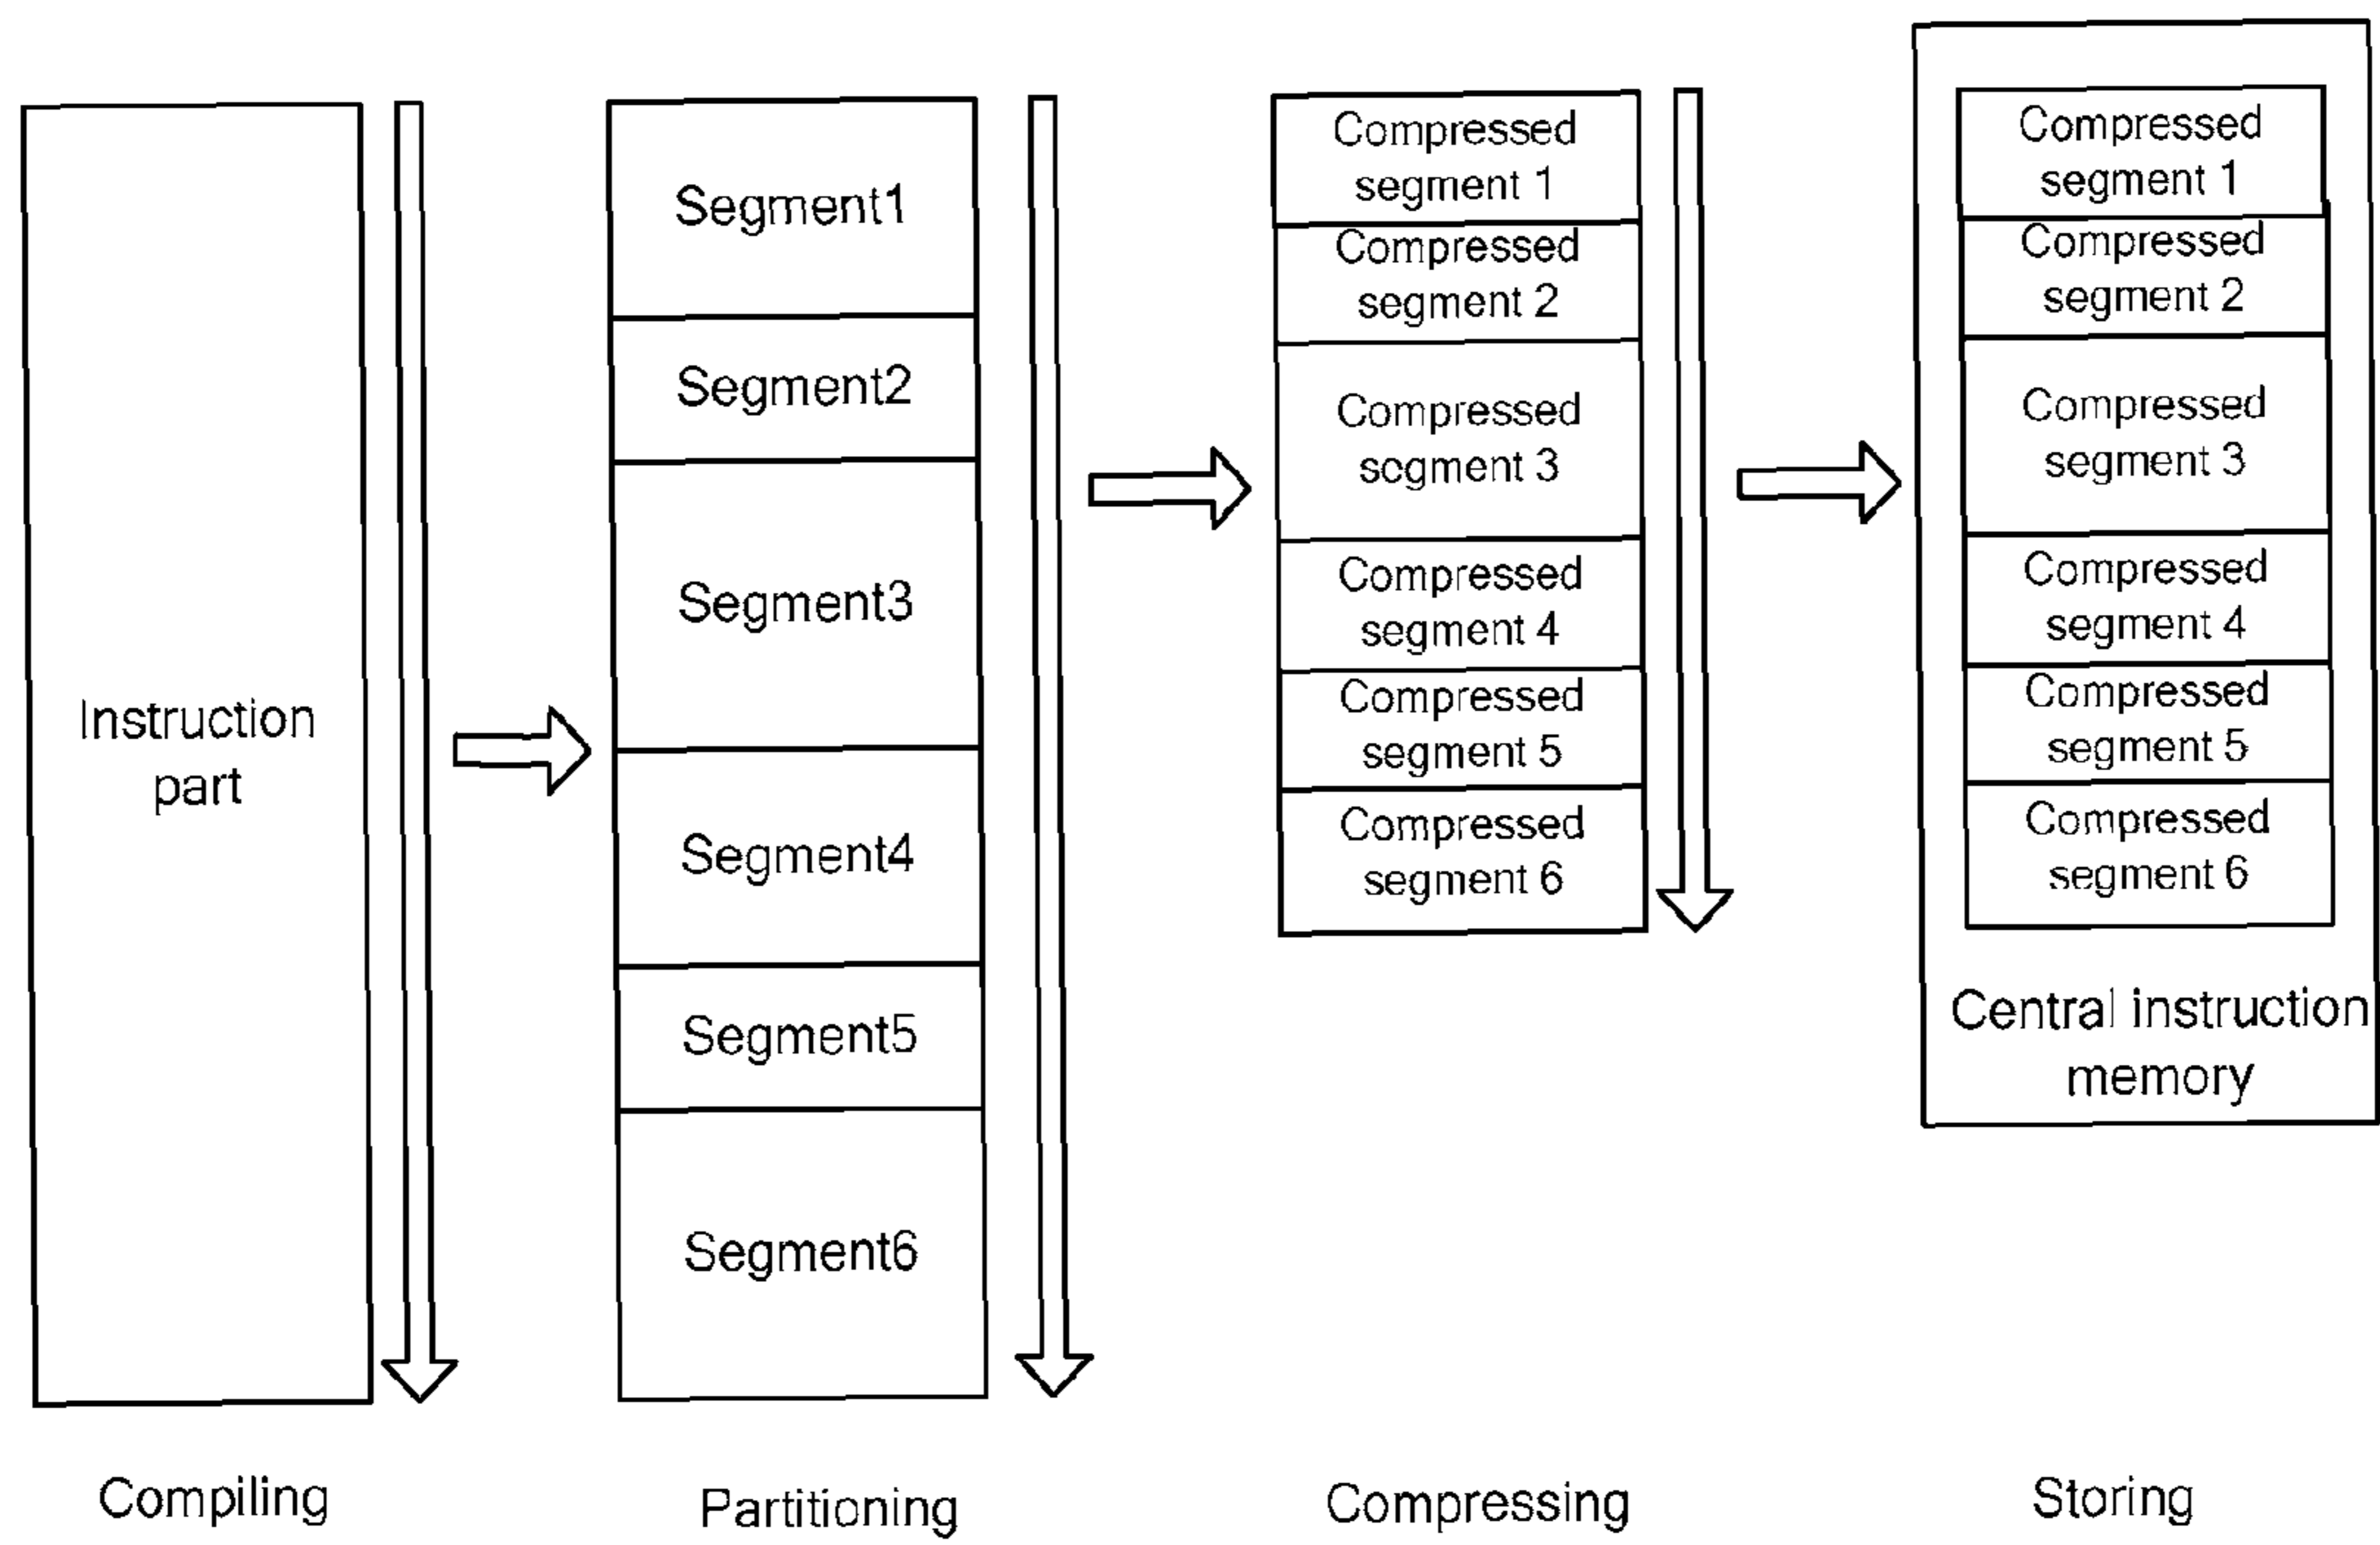 Instruction
part
Compiling
Segment1
Segment2
Segment3
Segment4
Segment5
Segment6
Partitioning
Compressed
segment 1
Compressed
segment 2
Compressed
segment 3
Compressed
segment 4
Compressed
segment 5
Compressed
segment 6
Compressing
Compressed
segment 1
Compressed
segment 2
Compressed
segment 3
Compressed
segment 4
Compressed
segment 5
Compressed
segment 6
Central instruction
memory
Storing